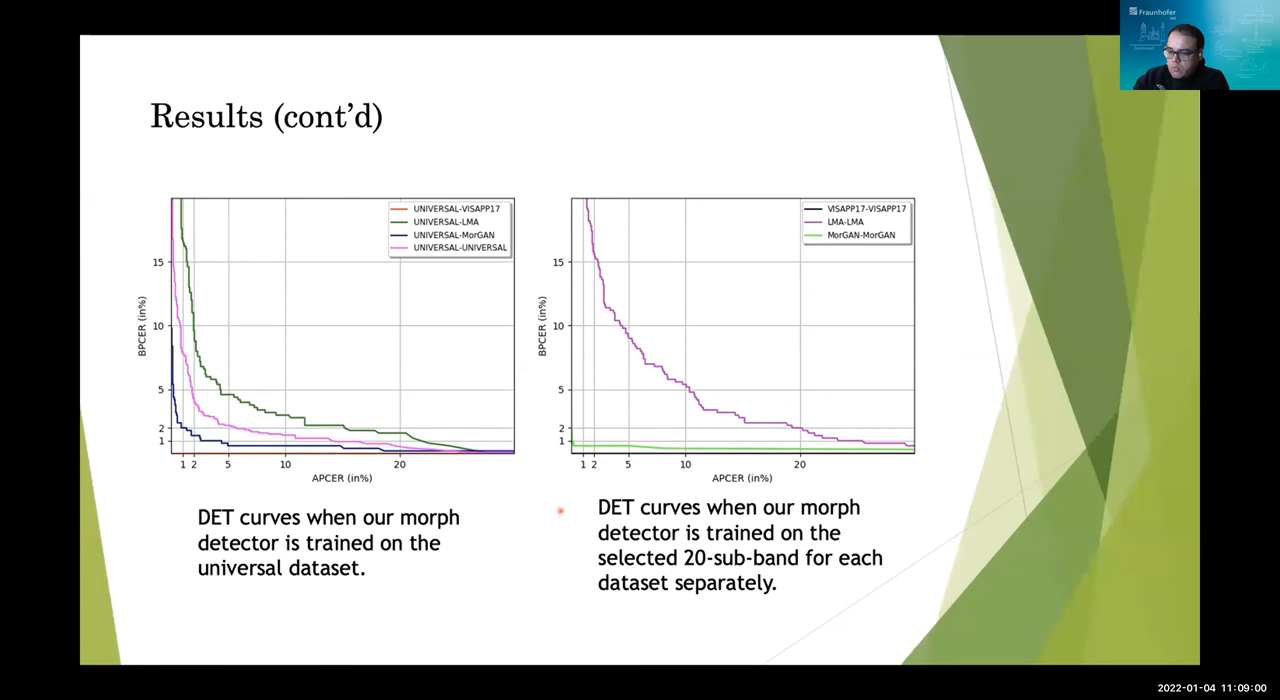 Fraunhofer
Results (cont’d)
UNIVERSAL-VISAPP17
UNIVERSAL-LMA
UNIVERSAL-MorGAN
UNIVERSAL-UNIVERSAL
15
10
5
2
1
BPCER (in%)
1 2 5 10 20
APCER (in%)
VISAPP17-VISAPP17
LMA-LMA
MorGAN-MorGAN
15
10
5
2
1
BPCER (in%)
1 2 5 10 20
APCER (in%)
DET curves when our morph
detector is trained on the
universal dataset.
DET curves when our morph
detector is trained on the
selected 20-sub-band for each
dataset separately.
2022-01-04 11:09:00